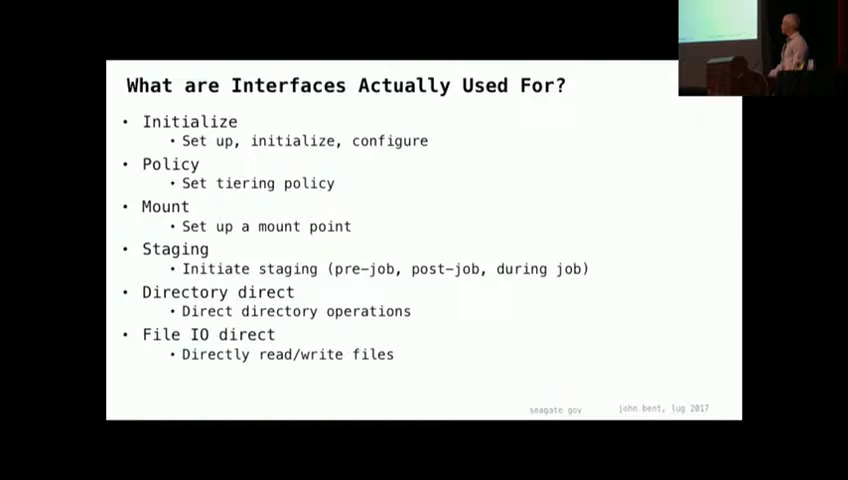 What are Interfaces Actually Used For?
• Initialize
• Set up, initialize, configure
• Policy
• Set tiering policy
• Mount
• Set up a mount point
• Staging
• Initiate staging (pre-job, post-job, during job)
• Directory direct
• Direct directory operations
• File IO direct
• Directly read/write files
seagate gov john bent, lug 2017